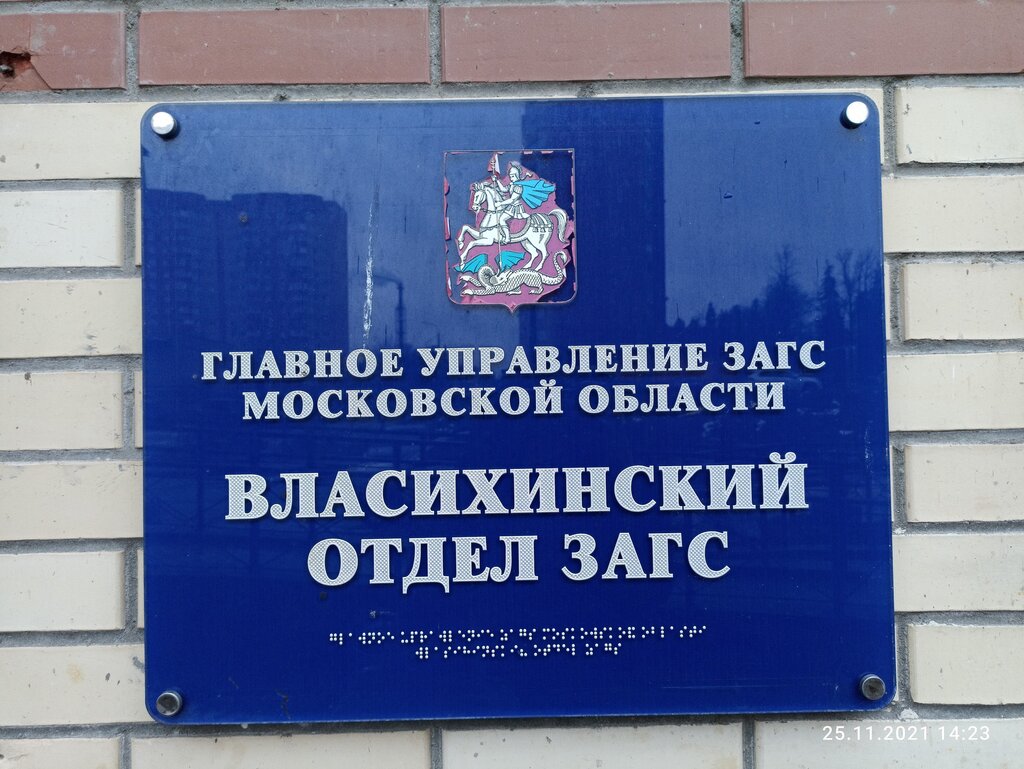 ГЛАВНОЕ УПРАВЛЕНИЕ ЗАГС
МОСКОВСКОЙ ОБЛАСТИ
ВЛАСИХИНСКИЙ
ОТДЕЛ ЗАГС
25.11.2021 14:23